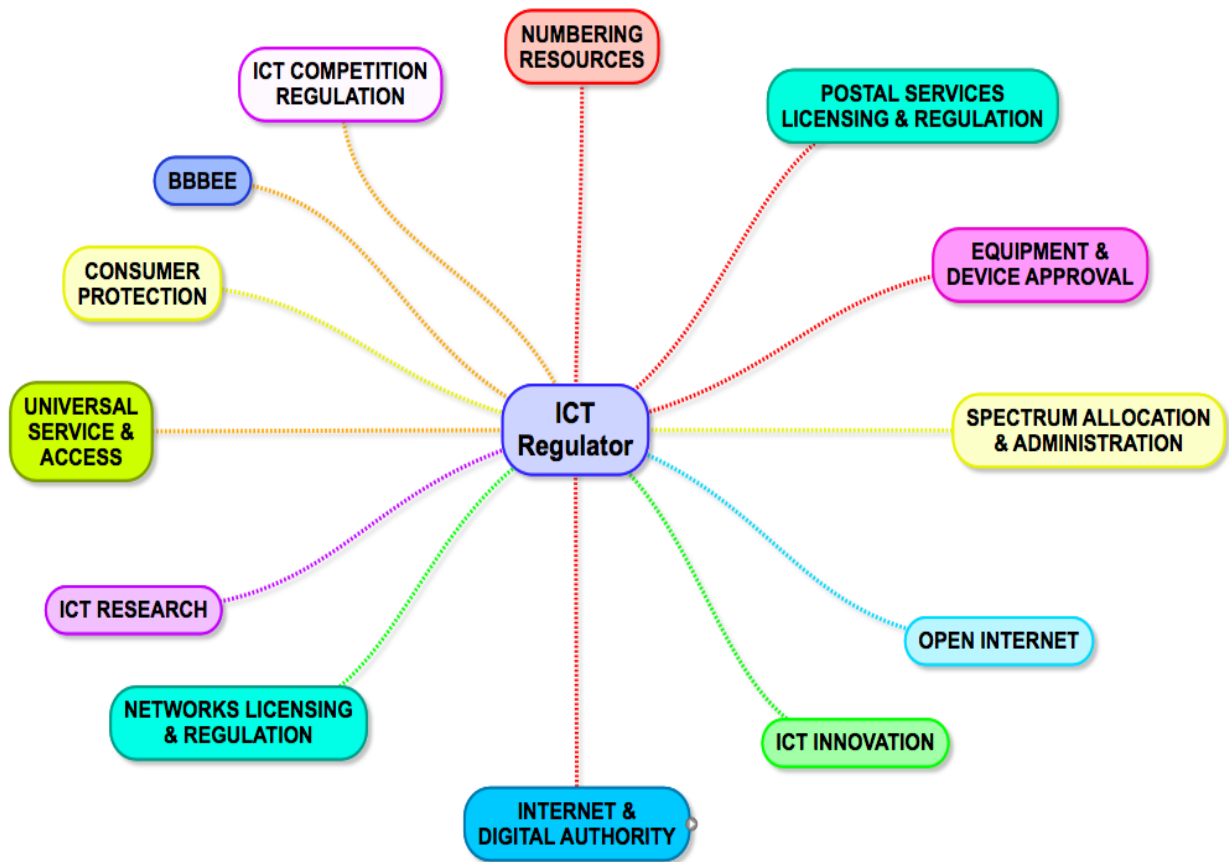 NUMBERING
RESOURCES
ICT COMPETITION
REGULATION
POSTAL SERVICES
LICENSING & REGULATION
BBBEE
EQUIPMENT &
DEVICE APPROVAL
CONSUMER
PROTECTION
ICT
Regulator
UNIVERSAL
SERVICE &
ACCESS
SPECTRUM ALLOCATION
& ADMINISTRATION
ICT RESEARCH
OPEN INTERNET
NETWORKS LICENSING
& REGULATION
ICT INNOVATION
INTERNET &
DIGITAL AUTHORITY